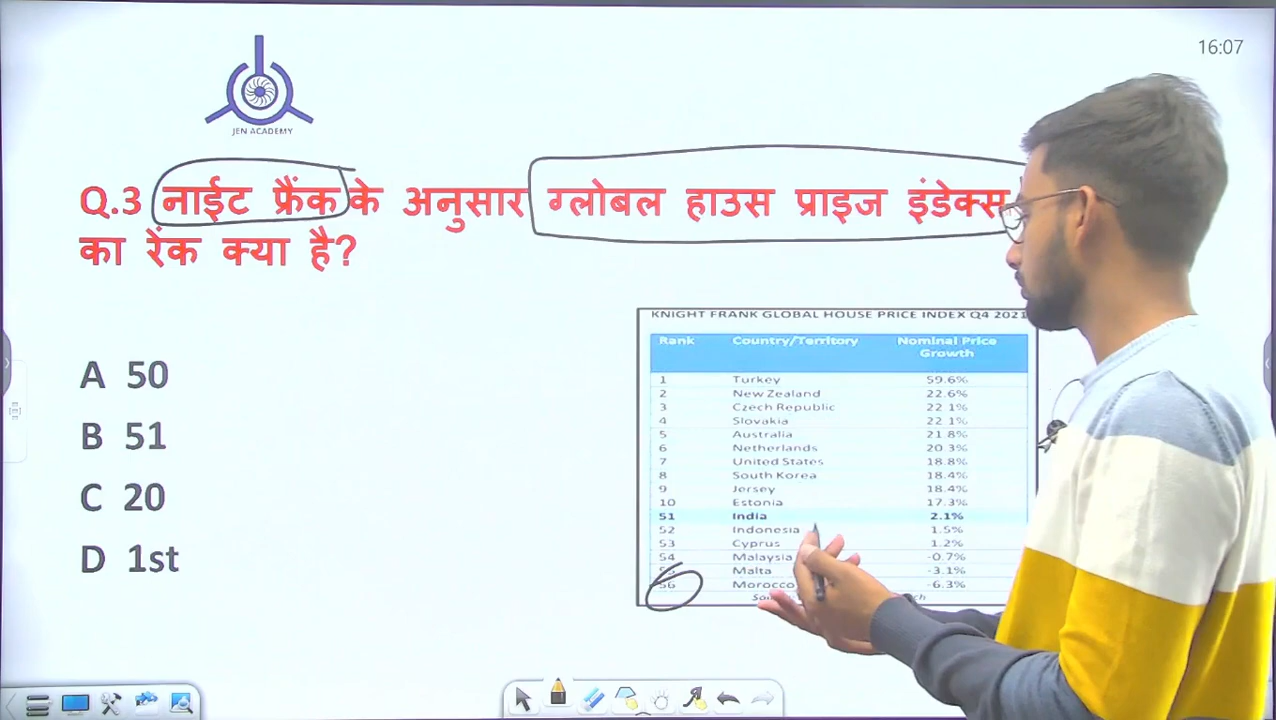 16:07
JEN ACADEMY
Q.3 नाईट फ्रैंक के अनुसार ग्लोबल हाउस प्राइज इंडेक्स
का रेंक क्या है?
A 50
B 51
C 20
D 1st
KNIGHT FRANK GLOBAL HOUSE PRICE INDEX Q4 2021
Rank Country/Territory Nominal Price Growth
1 Turkey 59.6%
2 New Zealand 22.6%
3 Czech Republic 22.1%
4 Slovakia 22.1%
5 Australia 21.8%
6 Netherlands 20.3%
7 United States 18.8%
8 South Korea 18.4%
9 Jersey 18.4%
10 Estonia 17.3%
51 India 2.1%
52 Indonesia 1.5%
53 Cyprus 1.2%
54 Malaysia -0.7%
Malta -3.1%
56 Morocco -6.3%